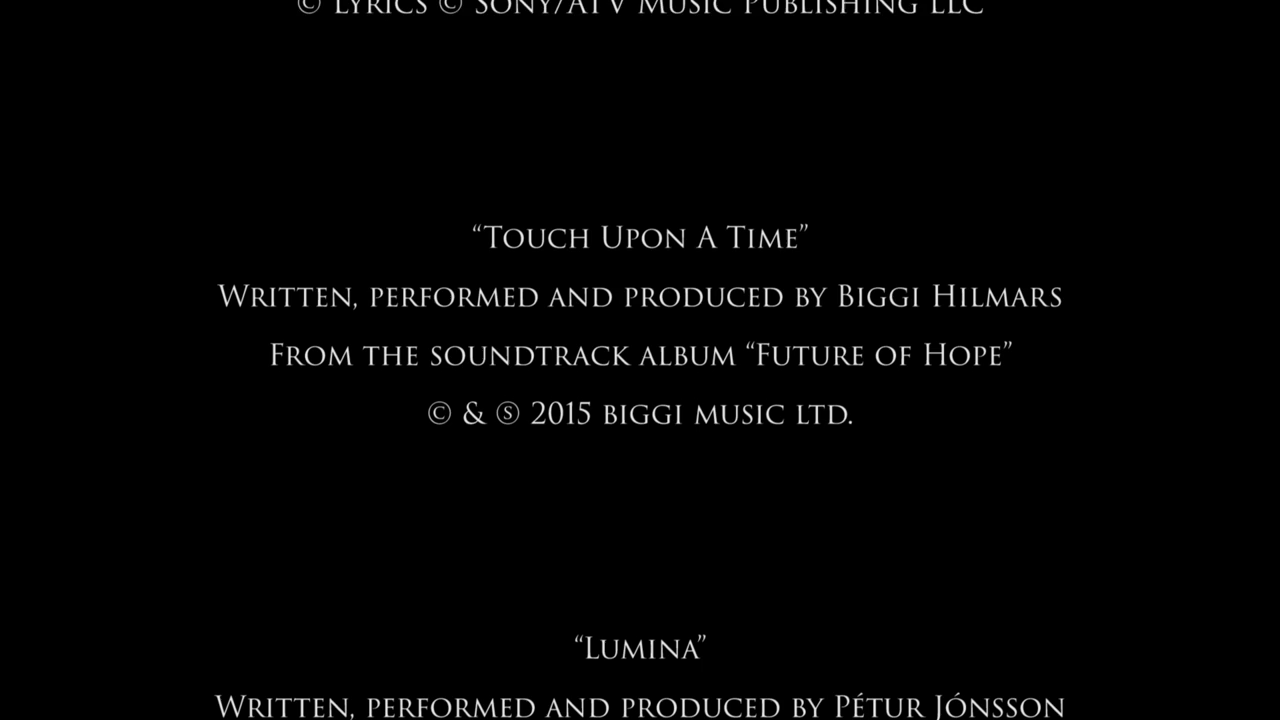 © Lyrics © Sony/ATV Music Publishing LLC
“Touch Upon A Time”
Written, performed and produced by Biggi Hilmars
From the soundtrack album “Future of Hope”
© & Ⓢ 2015 biggi music ltd.
“Lumina”
Written, performed and produced by Pétur Jónsson